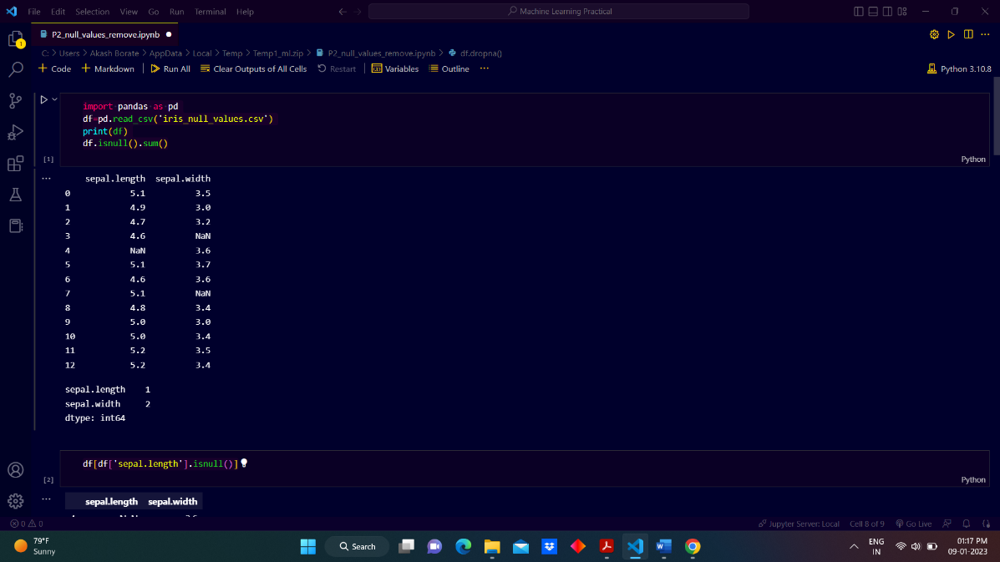 File Edit Selection View Go Run Terminal Help Machine Learning Practical
P2_null_values_remove.ipynb
C: > Users > Akash Borate > AppData > Local > Temp > Temp1_ml.zip > P2_null_values_remove.ipynb > df.dropna()
+ Code + Markdown Run All Clear Outputs of All Cells Restart Variables Outline ... Python 3.10.8
1
import pandas as pd
df=pd.read_csv('iris_null_values.csv')
print(df)
df.isnull().sum()
[1] Python
sepal.length sepal.width
0 5.1 3.5
1 4.9 3.0
2 4.7 3.2
3 4.6 NaN
4 NaN 3.6
5 5.1 3.7
6 4.6 3.6
7 5.1 NaN
8 4.8 3.4
9 5.0 3.0
10 5.0 3.4
11 5.2 3.5
12 5.2 3.4
sepal.length 1
sepal.width 2
dtype: int64
df[df['sepal.length'].isnull()]
[2] Python
sepal.length sepal.width
0 0 Jupyter Server: Local Cell 8 of 9 Go Live
79°F
Sunny
Search
ENG
IN
01:17 PM
09-01-2023